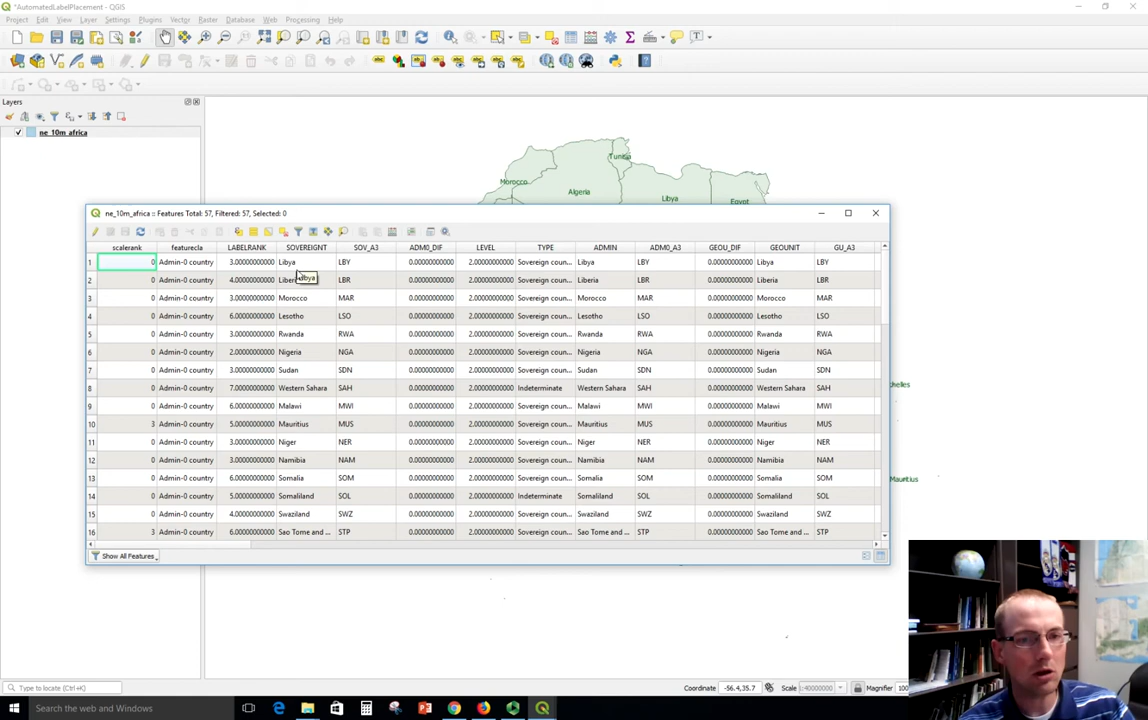 *AutomatedLabelPlacement - QGIS
Project Edit View Layer Settings Plugins Vector Raster Database Web Processing Help
Layers
ne_10m_africa
Tunisia
Morocco
Algeria
Libya
Egypt
ne_10m_africa :: Features Total: 57, Filtered: 57, Selected: 0
scalerank featurecla LABELRANK SOVEREIGNT SOV_A3 ADM0_DIF LEVEL TYPE ADMIN ADM0_A3 GEOU_DIF GEOUNIT GU_A3
1 0 Admin-0 country 3.0000000000 Libya LBY 0.0000000000 2.0000000000 Sovereign coun... Libya LBY 0.0000000000 Libya LBY
2 0 Admin-0 country 4.0000000000 Liberia LBR 0.0000000000 2.0000000000 Sovereign coun... Liberia LBR 0.0000000000 Liberia LBR
Libya
3 0 Admin-0 country 3.0000000000 Morocco MAR 0.0000000000 2.0000000000 Sovereign coun... Morocco MAR 0.0000000000 Morocco MAR
4 0 Admin-0 country 6.0000000000 Lesotho LSO 0.0000000000 2.0000000000 Sovereign coun... Lesotho LSO 0.0000000000 Lesotho LSO
5 0 Admin-0 country 3.0000000000 Rwanda RWA 0.0000000000 2.0000000000 Sovereign coun... Rwanda RWA 0.0000000000 Rwanda RWA
6 0 Admin-0 country 2.0000000000 Nigeria NGA 0.0000000000 2.0000000000 Sovereign coun... Nigeria NGA 0.0000000000 Nigeria NGA
7 0 Admin-0 country 3.0000000000 Sudan SDN 0.0000000000 2.0000000000 Sovereign coun... Sudan SDN 0.0000000000 Sudan SDN
8 0 Admin-0 country 7.0000000000 Western Sahara SAH 0.0000000000 2.0000000000 Indeterminate Western Sahara SAH 0.0000000000 Western Sahara SAH
9 0 Admin-0 country 6.0000000000 Malawi MWI 0.0000000000 2.0000000000 Sovereign coun... Malawi MWI 0.0000000000 Malawi MWI
10 3 Admin-0 country 5.0000000000 Mauritius MUS 0.0000000000 2.0000000000 Sovereign coun... Mauritius MUS 0.0000000000 Mauritius MUS
11 0 Admin-0 country 3.0000000000 Niger NER 0.0000000000 2.0000000000 Sovereign coun... Niger NER 0.0000000000 Niger NER
12 0 Admin-0 country 3.0000000000 Namibia NAM 0.0000000000 2.0000000000 Sovereign coun... Namibia NAM 0.0000000000 Namibia NAM
13 0 Admin-0 country 6.0000000000 Somalia SOM 0.0000000000 2.0000000000 Sovereign coun... Somalia SOM 0.0000000000 Somalia SOM
14 0 Admin-0 country 5.0000000000 Somaliland SOL 0.0000000000 2.0000000000 Indeterminate Somaliland SOL 0.0000000000 Somaliland SOL
15 0 Admin-0 country 4.0000000000 Swaziland SWZ 0.0000000000 2.0000000000 Sovereign coun... Swaziland SWZ 0.0000000000 Swaziland SWZ
16 3 Admin-0 country 6.0000000000 Sao Tome and ... STP 0.0000000000 2.0000000000 Sovereign coun... Sao Tome and ... STP 0.0000000000 Sao Tome and ... STP
Show All Features
helles
Mauritius
Type to locate (Ctrl+K)
Coordinate -56.4,35.7 Scale 40000000 Magnifier 100
Search the web and Windows